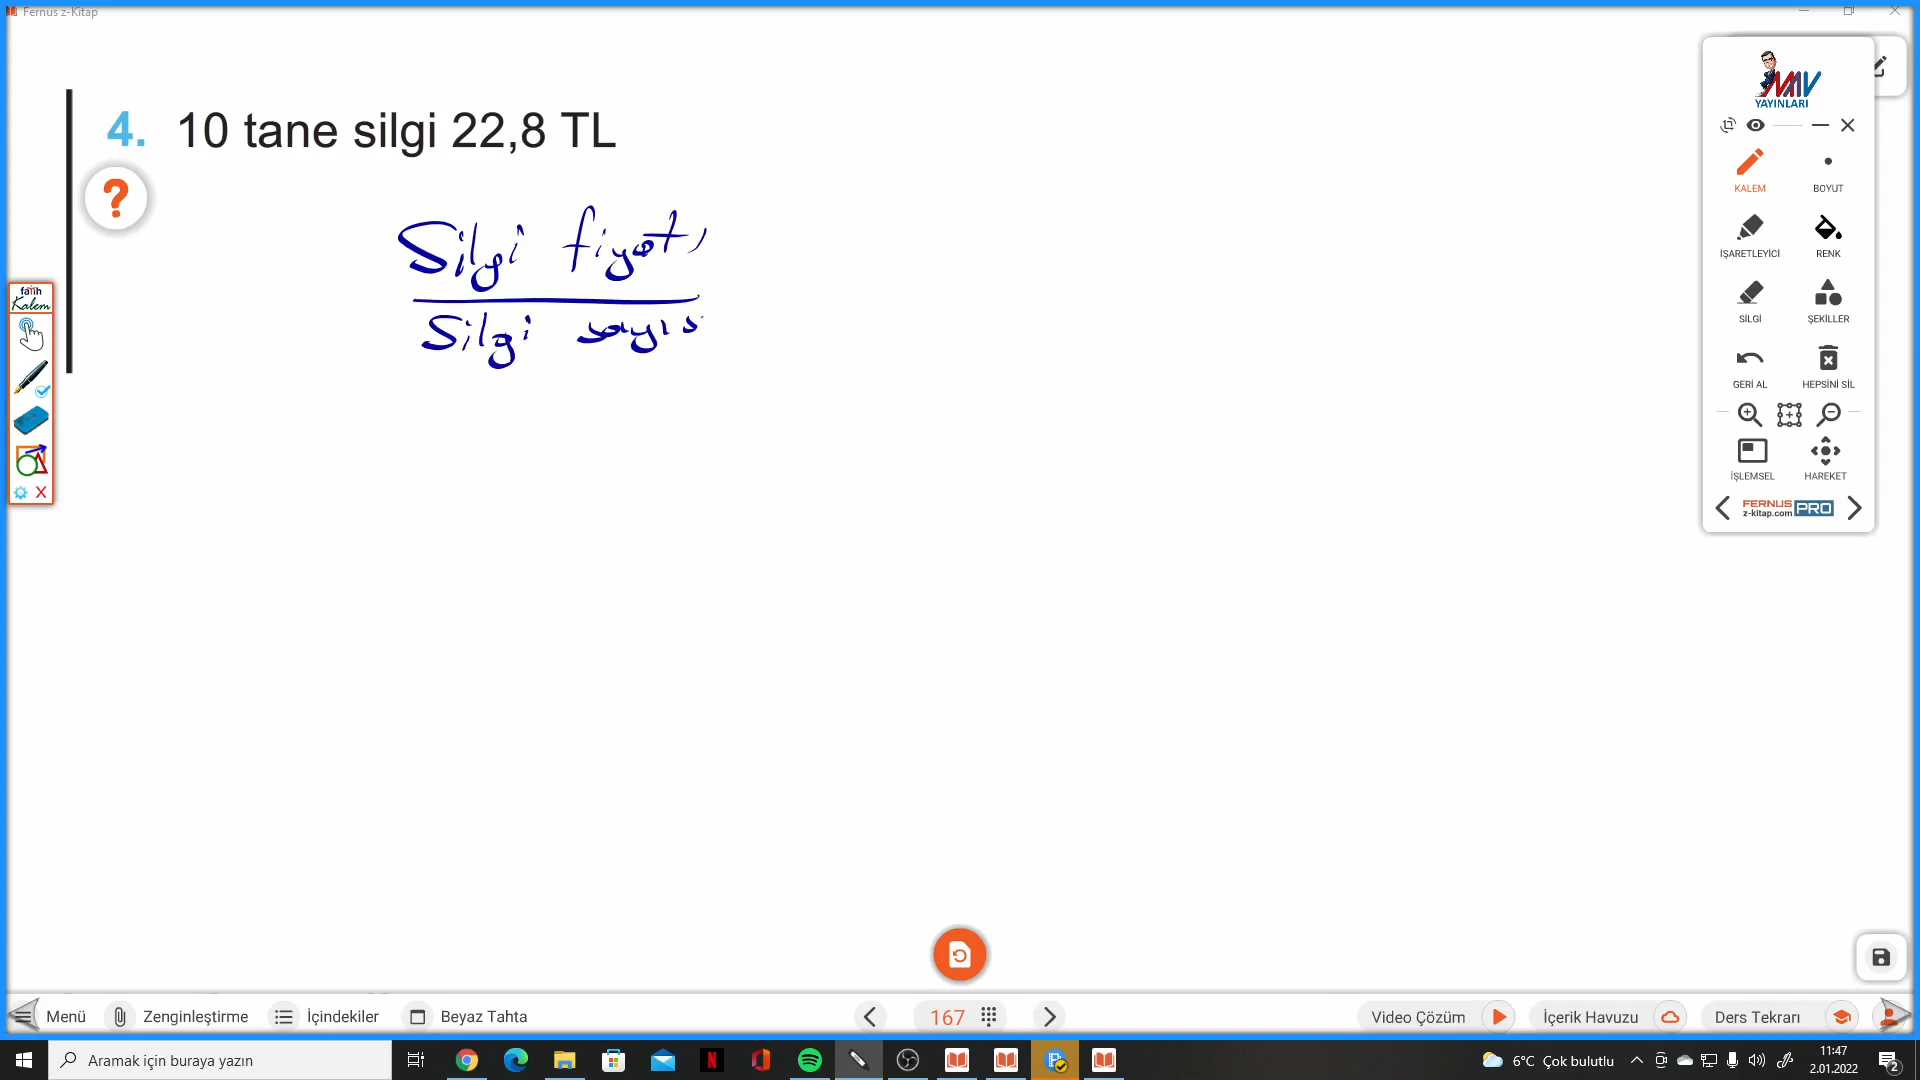 Fernus z-Kitap
4. 10 tane silgi 22,8 TL
?
Silgi fiyatı
Silgi sayıs
fatih
Kalem
X
YAYINLARI
KALEM
BOYUT
İŞARETLEYİCİ
RENK
SİLGİ
ŞEKİLLER
GERİ AL
HEPSİNİ SİL
İŞLEMSEL
HAREKET
FERNUS
z-kitap.com PRO
Menü
Zenginleştirme
İçindekiler
Beyaz Tahta
167
Video Çözüm
İçerik Havuzu
Ders Tekrarı
Aramak için buraya yazın
N
6°C Çok bulutlu
11:47
2.01.2022
2